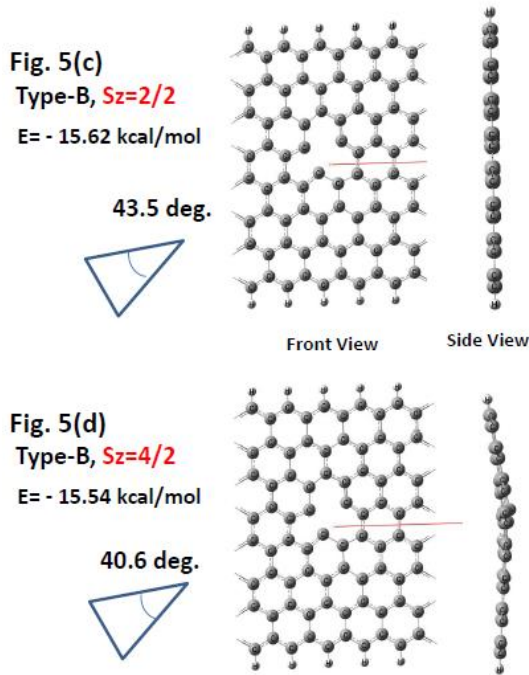 Fig. 5(c)
Type-B, Sz=2/2
E= - 15.62 kcal/mol
43.5 deg.
Front View
Side View
Fig. 5(d)
Type-B, Sz=4/2
E= - 15.54 kcal/mol
40.6 deg.